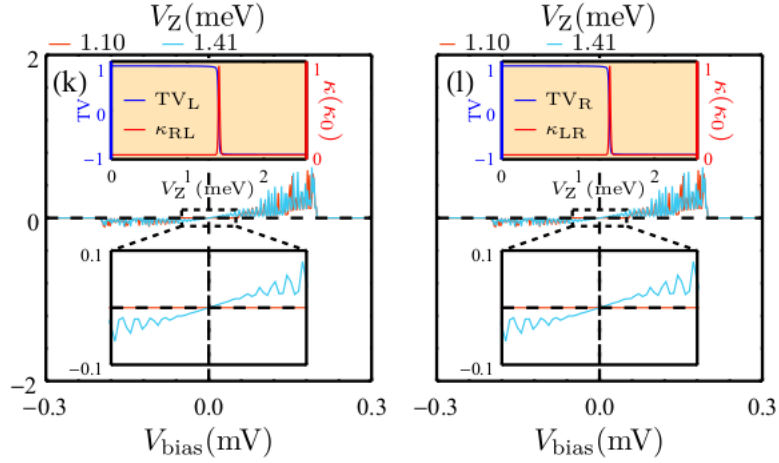 V_Z(meV)
1.10 1.41
2
(k)
1
TV
0
−1
TV_L
κ_RL
1
κ(κ0)
0
0 1 2
V_Z (meV)
0
0.1
−0.1
−2
−0.3 0.0 0.3
V_bias(mV)
V_Z(meV)
1.10 1.41
(l)
1
TV
0
−1
TV_R
κ_LR
1
κ(κ0)
0
0 1 2
V_Z (meV)
0.1
−0.1
−0.3 0.0 0.3
V_bias(mV)